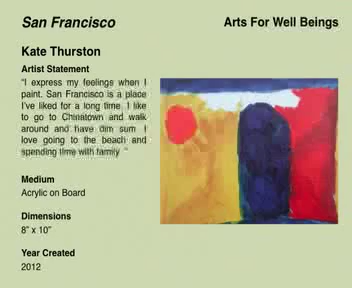 San Francisco
Arts For Well Beings
Kate Thurston
Artist Statement
"I express my feelings when I
paint. San Francisco is a place
I've liked for a long time. I like
to go to Chinatown and walk
around and have dim sum. I
love going to the beach and
spending time with family."
Medium
Acrylic on Board
Dimensions
8" x 10"
Year Created
2012